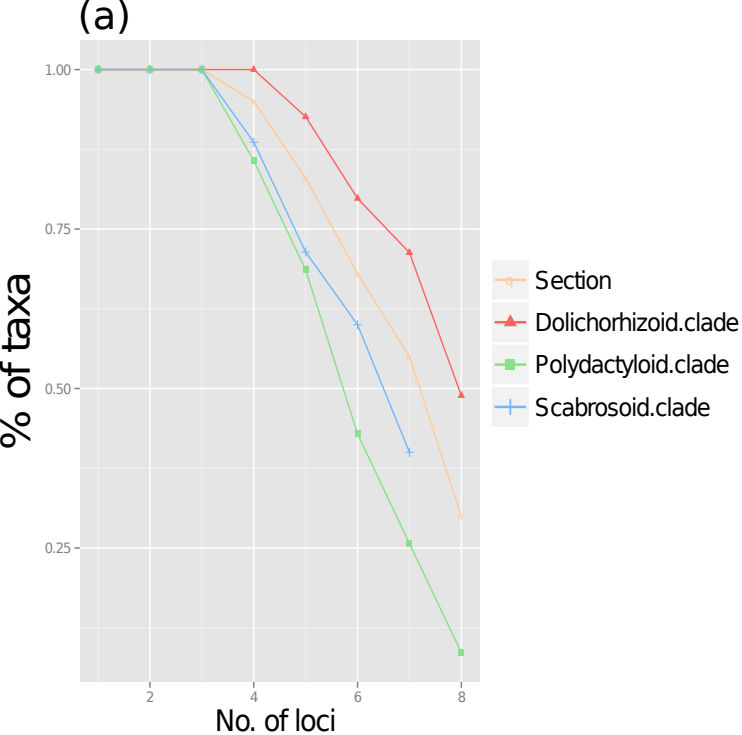 (a)
1.00
0.75
0.50
0.25
% of taxa
2 4 6 8
No. of loci
Section
Dolichorhizoid.clade
Polydactyloid.clade
Scabrosoid.clade